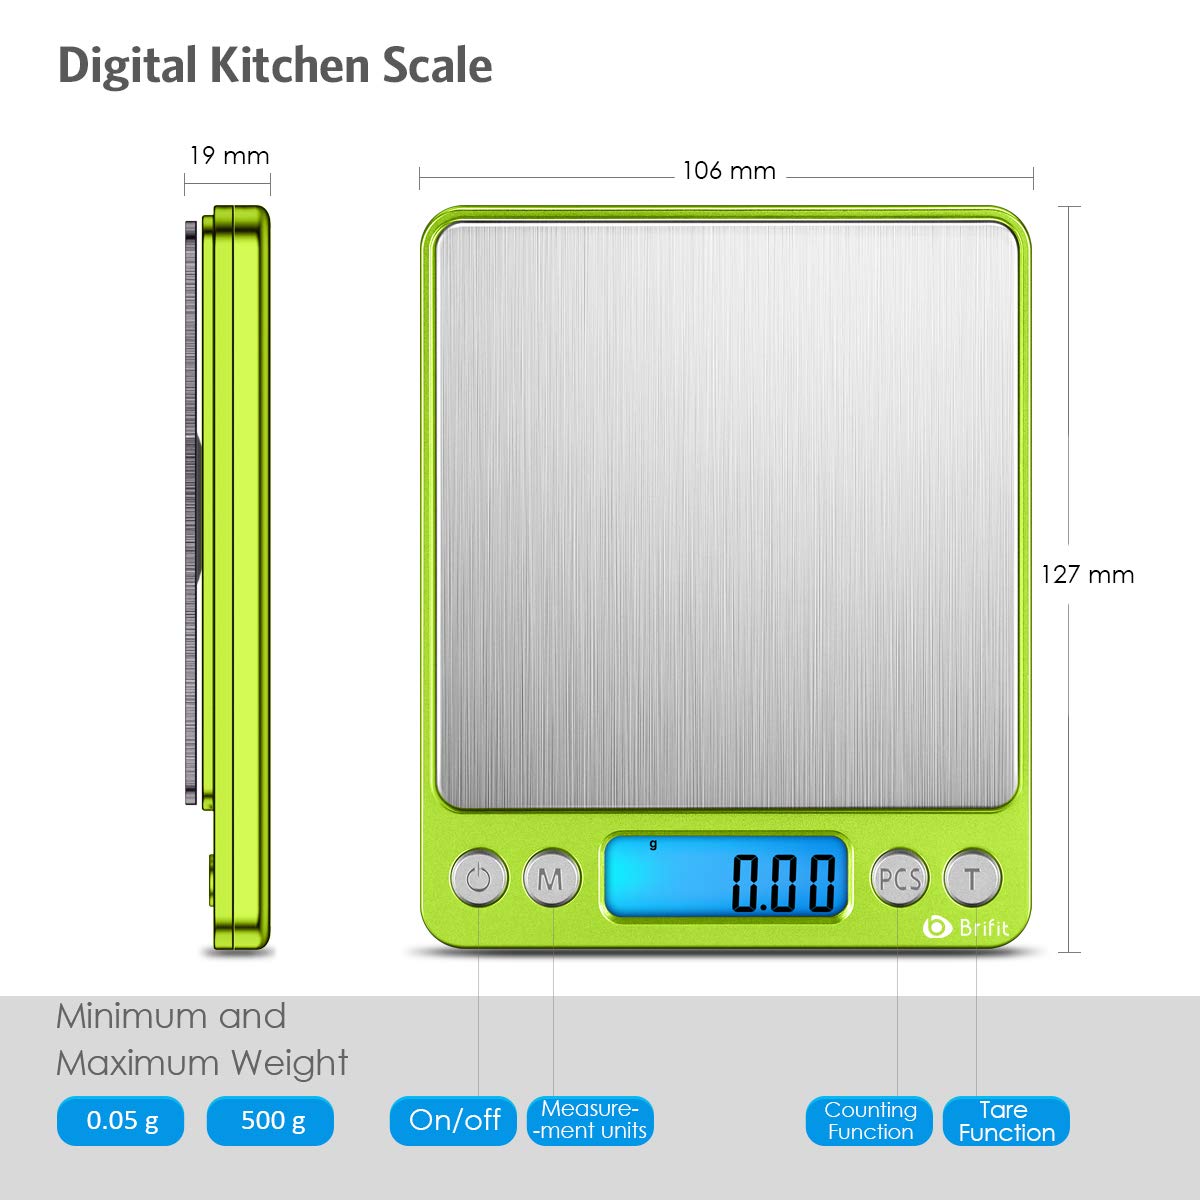 Digital Kitchen Scale
19 mm
106 mm
127 mm
g
0.00
M
PCS
T
Brifit
Minimum and
Maximum Weight
0.05 g
500 g
On/off
Measure-
-ment units
Counting
Function
Tare
Function